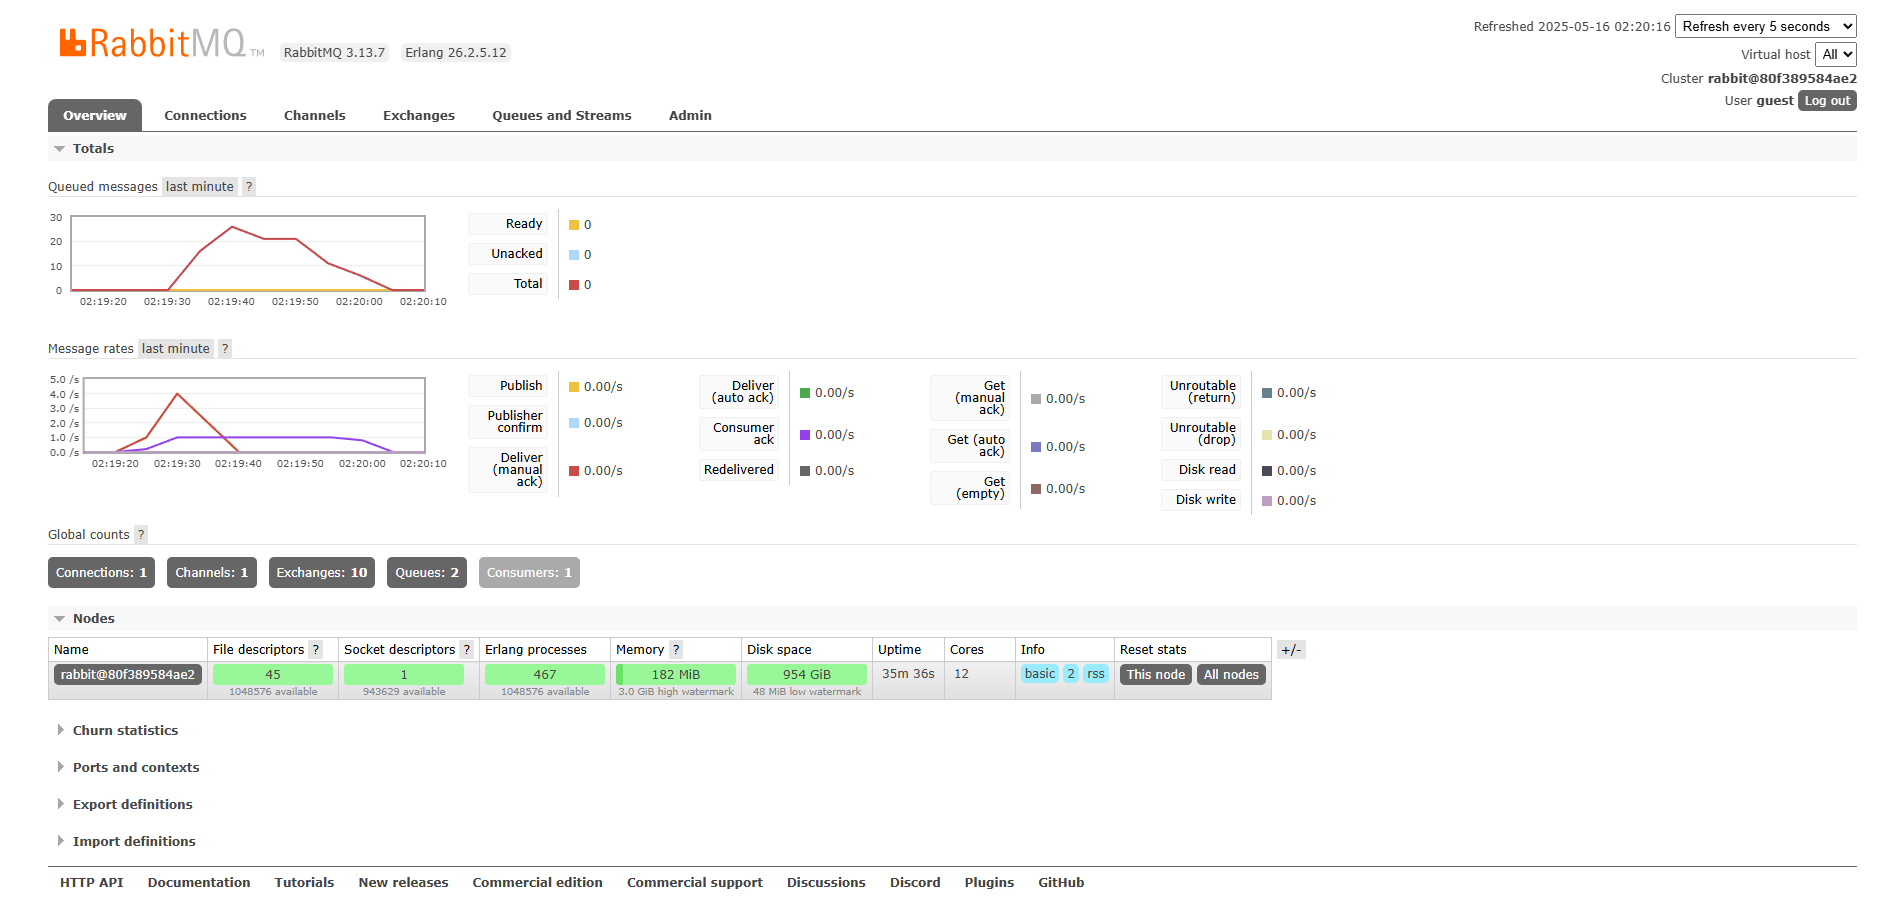 RabbitMQ TM RabbitMQ 3.13.7 Erlang 26.2.5.12
Refreshed 2025-05-16 02:20:16 Refresh every 5 seconds
Virtual host All
Cluster rabbit@80f389584ae2
User guest Log out
Overview Connections Channels Exchanges Queues and Streams Admin
Totals
Queued messages last minute ?
30
20
10
0
02:19:20 02:19:30 02:19:40 02:19:50 02:20:00 02:20:10
Ready 0
Unacked 0
Total 0
Message rates last minute ?
5.0 /s
4.0 /s
3.0 /s
2.0 /s
1.0 /s
0.0 /s
02:19:20 02:19:30 02:19:40 02:19:50 02:20:00 02:20:10
Publish 0.00/s
Publisher
confirm 0.00/s
Deliver
(manual
ack) 0.00/s
Deliver
(auto ack) 0.00/s
Consumer
ack 0.00/s
Redelivered 0.00/s
Get
(manual
ack) 0.00/s
Get (auto
ack) 0.00/s
Get
(empty) 0.00/s
Unroutable
(return) 0.00/s
Unroutable
(drop) 0.00/s
Disk read 0.00/s
Disk write 0.00/s
Global counts ?
Connections: 1 Channels: 1 Exchanges: 10 Queues: 2 Consumers: 1
Nodes
Name File descriptors ? Socket descriptors ? Erlang processes Memory ? Disk space Uptime Cores Info Reset stats +/-
rabbit@80f389584ae2 45 1 467 182 MiB 954 GiB 35m 36s 12 basic 2 rss This node All nodes
1048576 available 943629 available 1048576 available 3.0 GiB high watermark 48 MiB low watermark
Churn statistics
Ports and contexts
Export definitions
Import definitions
HTTP API Documentation Tutorials New releases Commercial edition Commercial support Discussions Discord Plugins GitHub